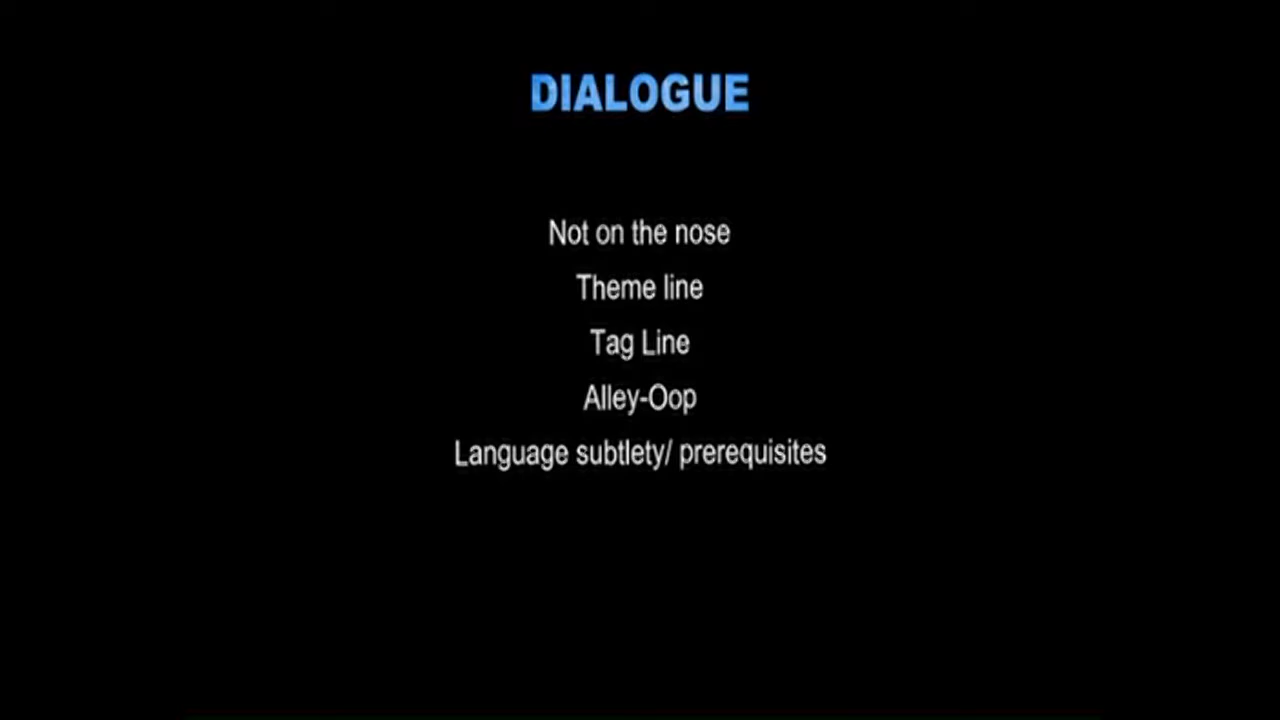 DIALOGUE
Not on the nose
Theme line
Tag Line
Alley-Oop
Language subtlety/ prerequisites